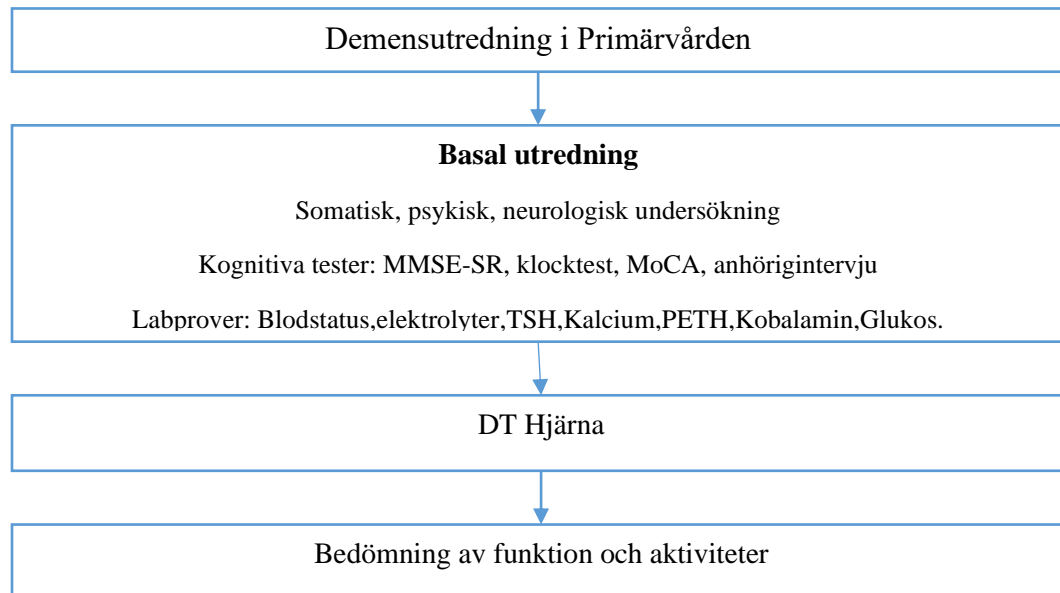 Demensutredning i Primärvården
Basal utredning
Somatisk, psykisk, neurologisk undersökning
Kognitiva tester: MMSE-SR, klocktest, MoCA, anhörigintervju
Labprover: Blodstatus,elektrolyter,TSH,Kalcium,PETH,Kobalamin,Glukos.
DT Hjärna
Bedömning av funktion och aktiviteter